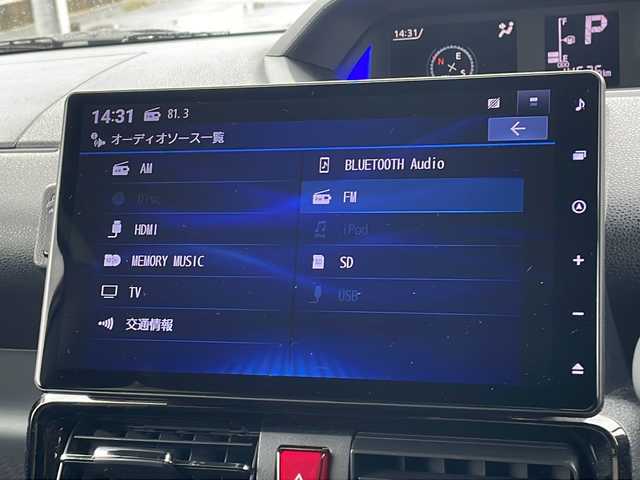 14:31
N E S
P
14:31 81.3
オーディオソース一覧
AM
BLUETOOTH Audio
Disc
FM
HDMI
iPod
MEMORY MUSIC
SD
TV
USB
交通情報